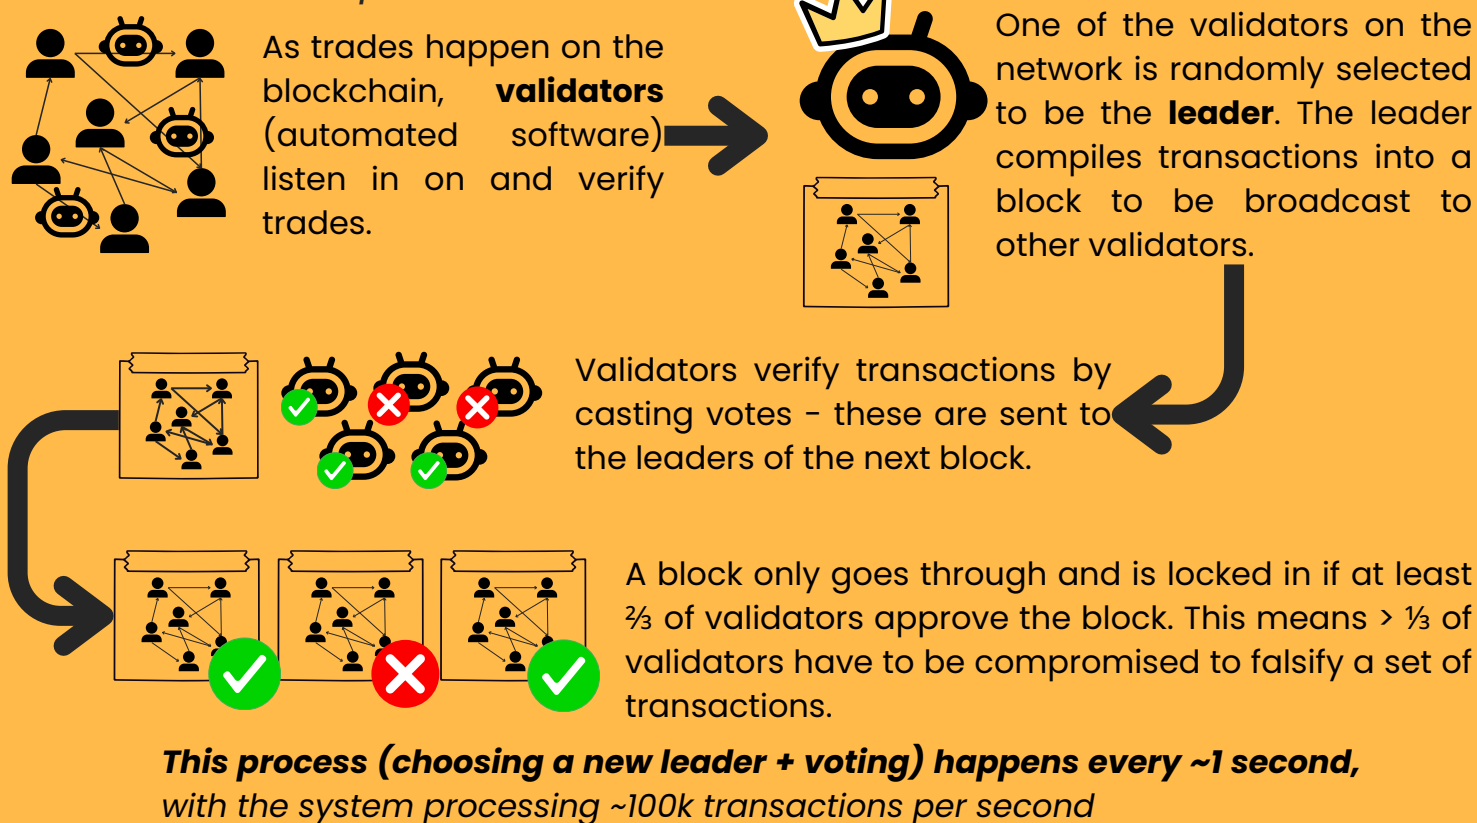 As trades happen on the
blockchain, validators
(automated software)
listen in on and verify
trades.
One of the validators on the
network is randomly selected
to be the leader. The leader
compiles transactions into a
block to be broadcast to
other validators.
Validators verify transactions by
casting votes - these are sent to
the leaders of the next block.
A block only goes through and is locked in if at least
⅔ of validators approve the block. This means > ⅓ of
validators have to be compromised to falsify a set of
transactions.
This process (choosing a new leader + voting) happens every ~1 second,
with the system processing ~100k transactions per second